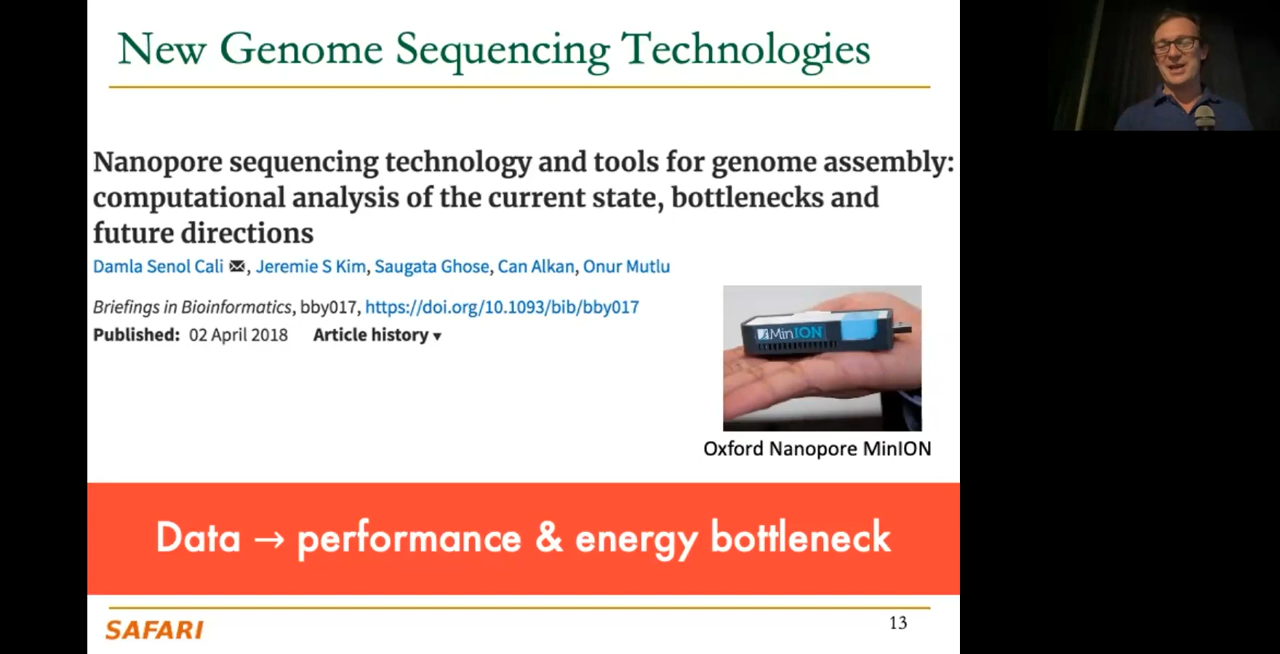 New Genome Sequencing Technologies
Nanopore sequencing technology and tools for genome assembly:
computational analysis of the current state, bottlenecks and
future directions
Damla Senol Cali ✉, Jeremie S Kim, Saugata Ghose, Can Alkan, Onur Mutlu
Briefings in Bioinformatics, bby017, https://doi.org/10.1093/bib/bby017
Published: 02 April 2018 Article history ▾
MinION
Oxford Nanopore MinION
Data → performance & energy bottleneck
SAFARI
13